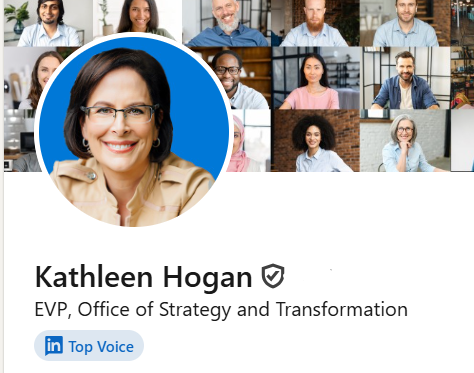 Kathleen Hogan
EVP, Office of Strategy and Transformation
in Top Voice